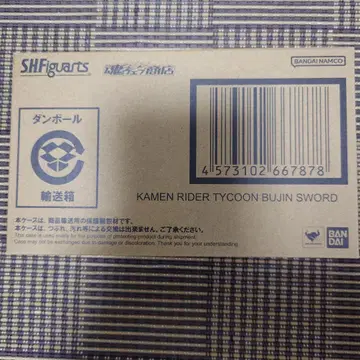 S.H.Figuarts
魂ウェブ商店
BANDAI NAMCO
ダンボール
輸送箱
4 573102 667878
KAMEN RIDER TYCOON BUJIN SWORD
本ケースは、商品輸送用の保護梱包材です。
This case is solely made for the purpose of protecting product during shipment.
本ケースは、つぶれ、汚れ等による交換は出来ません。ご了承ください。
Case may not be exchanged due to damage or discoloration. Thank you for your understanding.
BAN
DAI